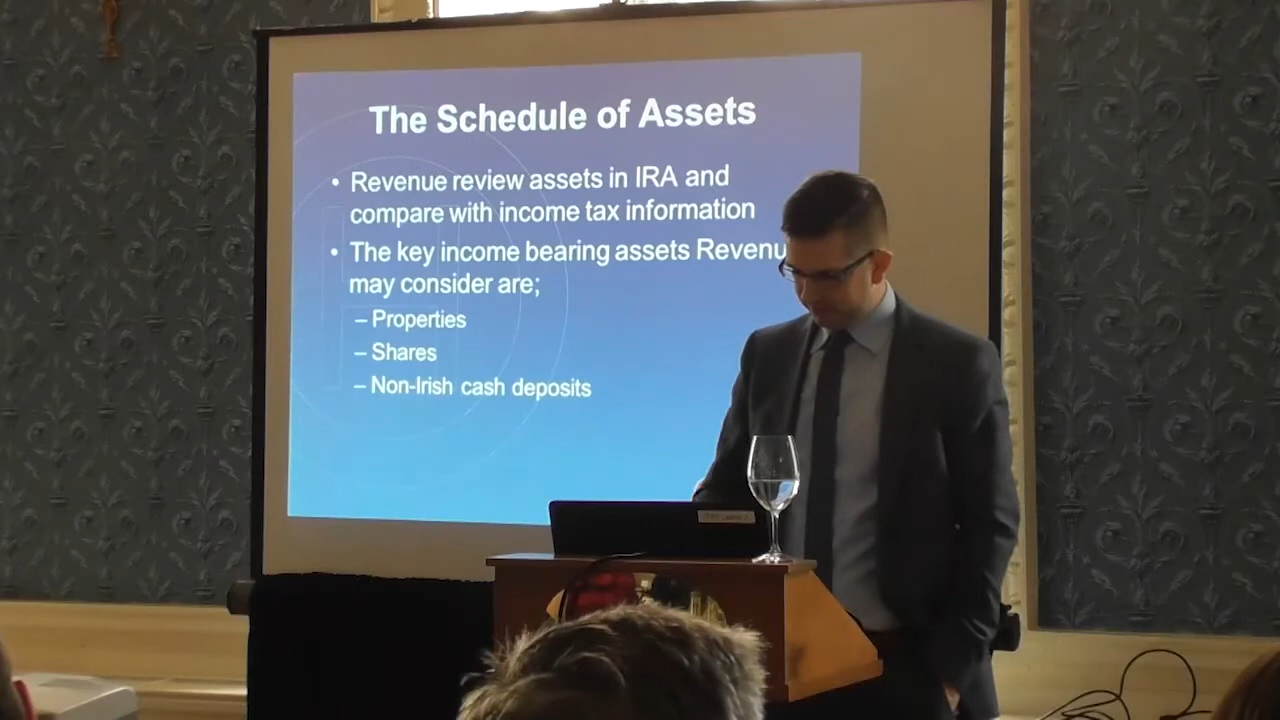 The Schedule of Assets
• Revenue review assets in IRA and
compare with income tax information
• The key income bearing assets Revenu
may consider are;
– Properties
– Shares
– Non-Irish cash deposits